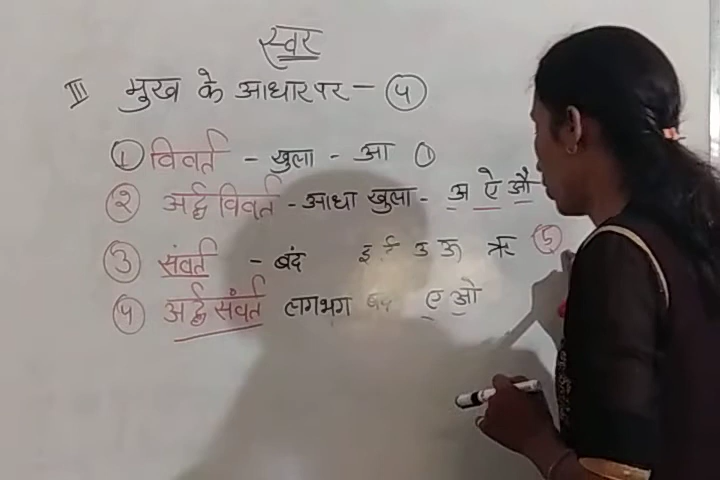 स्वर
III मुख के आधार पर - (4)
(1) विवर्त - खुला - आ (1)
(2) अर्द्ध विवर्त - आधा खुला - अ ऐ औ
(3) संवर्त - बंद इ ई उ ऊ ऋ (5)
(4) अर्द्ध संवर्त लगभग बंद ए ओ